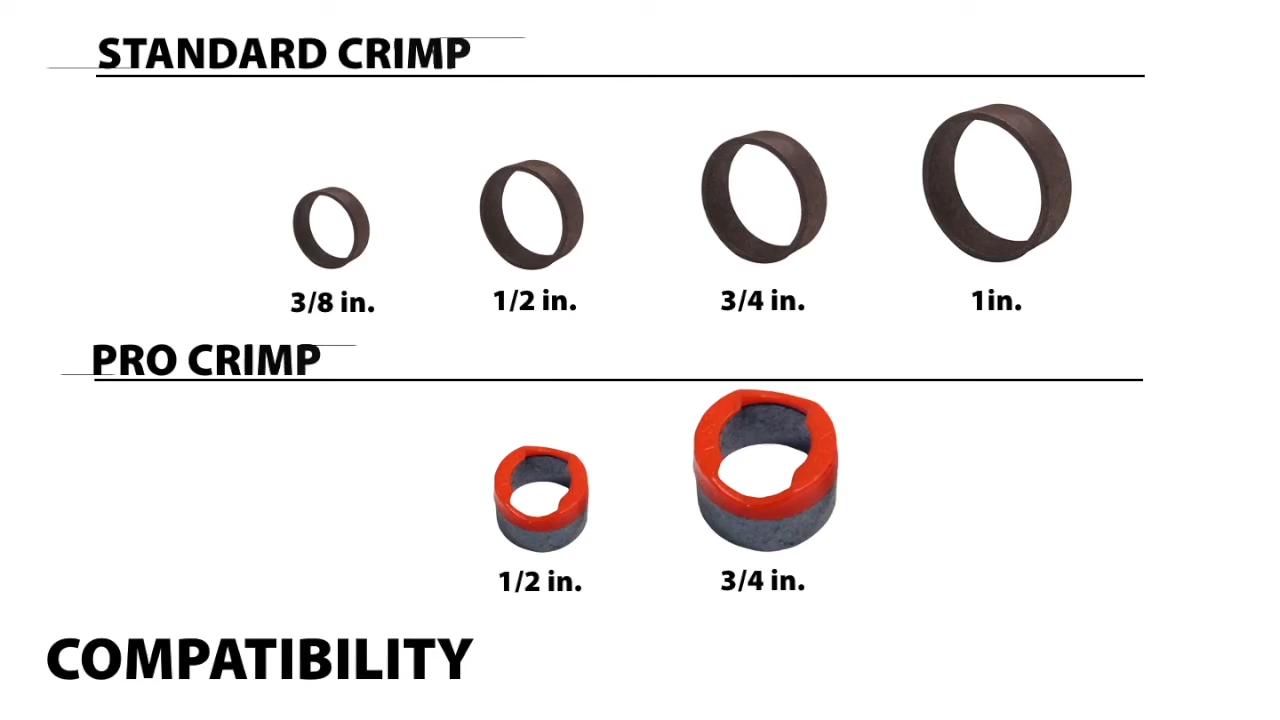 STANDARD CRIMP
3/8 in.
1/2 in.
3/4 in.
1in.
PRO CRIMP
1/2 in.
3/4 in.
COMPATIBILITY